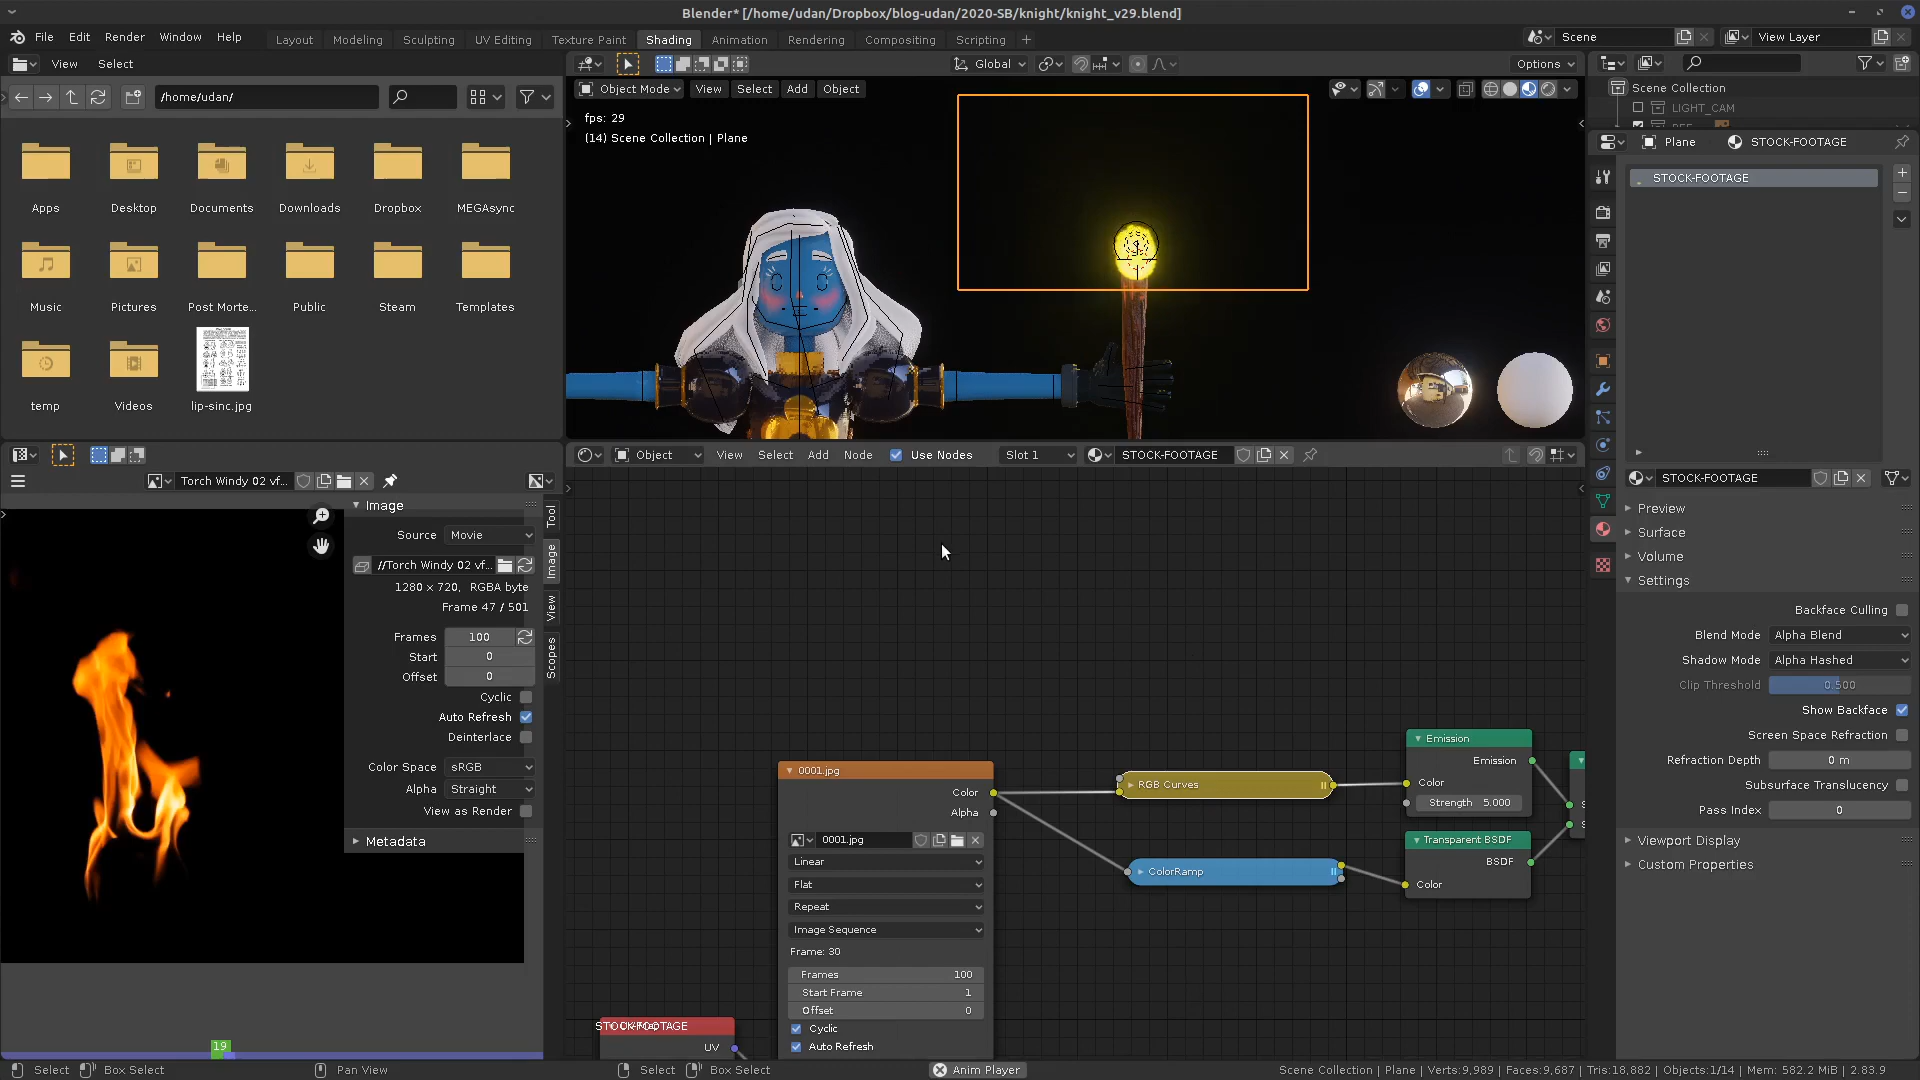 Blender* [/home/udan/Dropbox/blog-udan/2020-SB/knight/knight_v29.blend]
File Edit Render Window Help
Layout Modeling Sculpting UV Editing Texture Paint Shading Animation Rendering Compositing Scripting
Scene
View Layer
View Select
Global
Options
/home/udan/
Object Mode View Select Add Object
Scene Collection
LIGHT_CAM
fps: 29
(14) Scene Collection | Plane
Plane STOCK-FOOTAGE
STOCK-FOOTAGE
Apps Desktop Documents Downloads Dropbox MEGAsync
Music Pictures Post Morte... Public Steam Templates
temp Videos lip-sinc.jpg
Object View Select Add Node Use Nodes Slot 1 STOCK-FOOTAGE
Torch Windy 02 vf...
Image
Source Movie
//Torch Windy 02 vf...
1280 x 720, RGBA byte
Frame 47 / 501
Frames 100
Start 0
Offset 0
Cyclic
Auto Refresh
Deinterlace
Color Space sRGB
Alpha Straight
View as Render
Metadata
Tool
Image
View
Scopes
19
0001.jpg
Color
Alpha
0001.jpg
Linear
Flat
Repeat
Image Sequence
Frame: 30
Frames 100
Start Frame 1
Offset 0
Cyclic
Auto Refresh
STOCK-FOOTAGE
UV
RGB Curves
ColorRamp
Emission
Emission
Color
Strength 5.000
Transparent BSDF
BSDF
Color
STOCK-FOOTAGE
Preview
Surface
Volume
Settings
Backface Culling
Blend Mode Alpha Blend
Shadow Mode Alpha Hashed
Clip Threshold 0.500
Show Backface
Screen Space Refraction
Refraction Depth 0 m
Subsurface Translucency
Pass Index 0
Viewport Display
Custom Properties
Select Box Select Pan View Select Box Select Anim Player Scene Collection | Plane | Verts:9,989 | Faces:9,687 | Tris:18,882 | Objects:1/14 | Mem: 582.2 MiB | 2.83.9